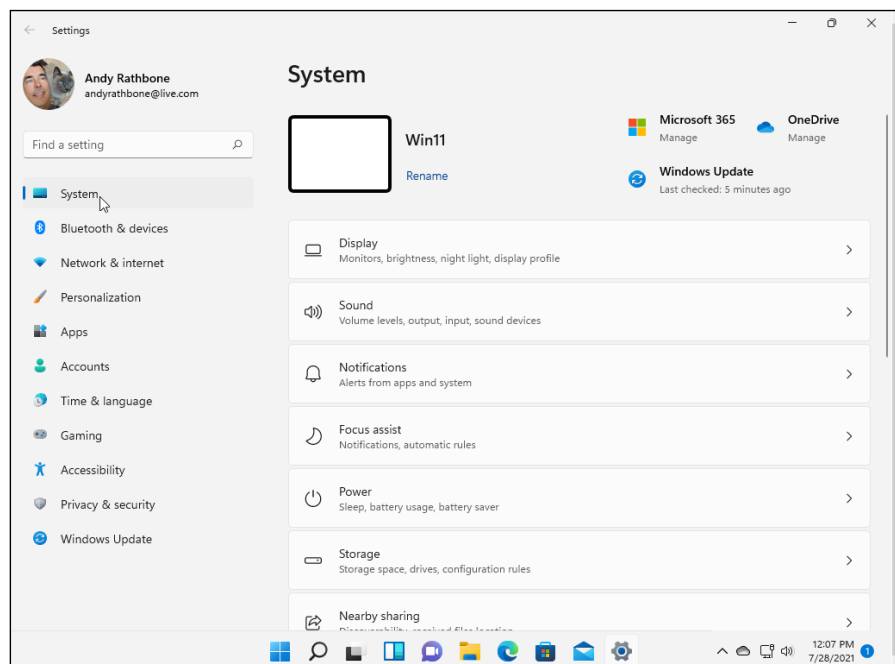 Settings
Andy Rathbone
andyrathbone@live.com
Find a setting
System
Bluetooth & devices
Network & internet
Personalization
Apps
Accounts
Time & language
Gaming
Accessibility
Privacy & security
Windows Update
System
Win11
Rename
Microsoft 365
Manage
OneDrive
Manage
Windows Update
Last checked: 5 minutes ago
Display
Monitors, brightness, night light, display profile
Sound
Volume levels, output, input, sound devices
Notifications
Alerts from apps and system
Focus assist
Notifications, automatic rules
Power
Sleep, battery usage, battery saver
Storage
Storage space, drives, configuration rules
Nearby sharing
Discoverability, received files location
12:07 PM
7/28/2021
1